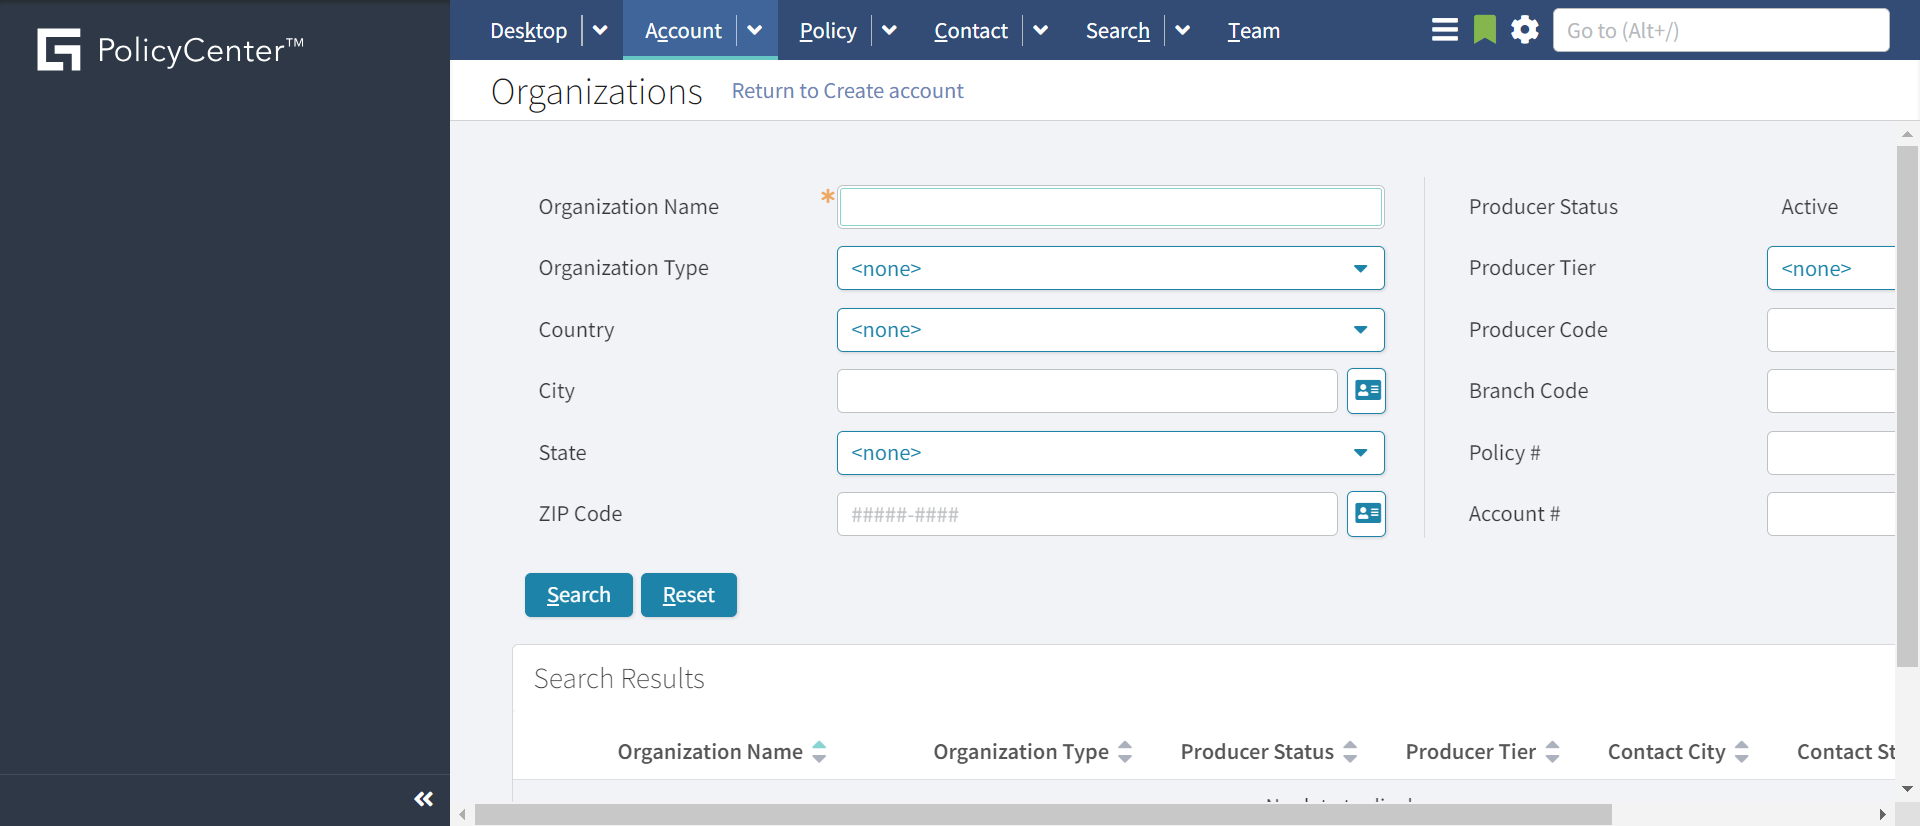 PolicyCenter™
Desktop Account Policy Contact Search Team Go to (Alt+/)
Organizations Return to Create account
Organization Name *
Organization Type <none>
Country <none>
City
State <none>
ZIP Code #####-####
Producer Status Active
Producer Tier <none>
Producer Code
Branch Code
Policy #
Account #
Search Reset
Search Results
Organization Name Organization Type Producer Status Producer Tier Contact City Contact St